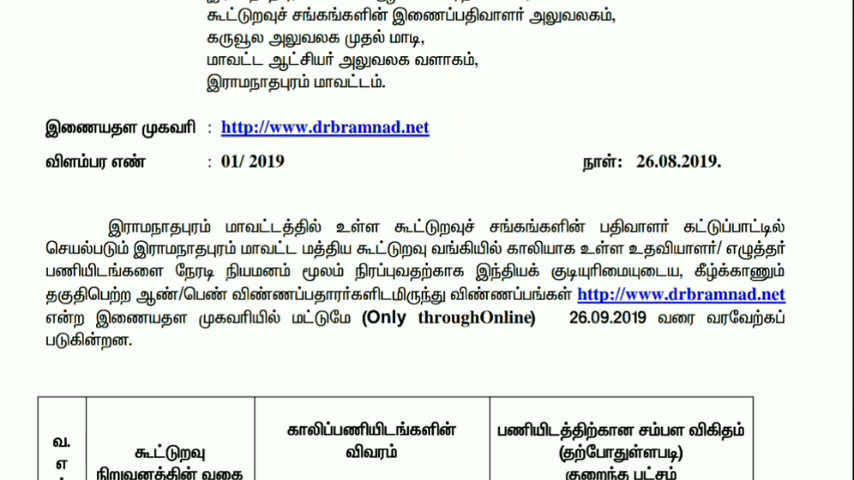 கூட்டுறவுச் சங்கங்களின் இணைப்பதிவாளர் அலுவலகம்,
கருவூல அலுவலக முதல் மாடி,
மாவட்ட ஆட்சியர் அலுவலக வளாகம்,
இராமநாதபுரம் மாவட்டம்.
இணையதள முகவரி : http://www.drbramnad.net
விளம்பர எண் : 01/ 2019 நாள்: 26.08.2019.
இராமநாதபுரம் மாவட்டத்தில் உள்ள கூட்டுறவுச் சங்கங்களின் பதிவாளர் கட்டுப்பாட்டில்
செயல்படும் இராமநாதபுரம் மாவட்ட மத்திய கூட்டுறவு வங்கியில் காலியாக உள்ள உதவியாளர்/ எழுத்தர்
பணியிடங்களை நேரடி நியமனம் மூலம் நிரப்புவதற்காக இந்தியக் குடியுரிமையுடைய, கீழ்க்காணும்
தகுதிபெற்ற ஆண்/பெண் விண்ணப்பதாரர்களிடமிருந்து விண்ணப்பங்கள் http://www.drbramnad.net
என்ற இணையதள முகவரியில் மட்டுமே (Only throughOnline) 26.09.2019 வரை வரவேற்கப்
படுகின்றன.
வ.
எ
கூட்டுறவு
நிறுவனத்தின் வகை
காலிப்பணியிடங்களின்
விவரம்
பணியிடத்திற்கான சம்பள விகிதம்
(தற்போதுள்ளபடி)
குறைந்த பட்சம்